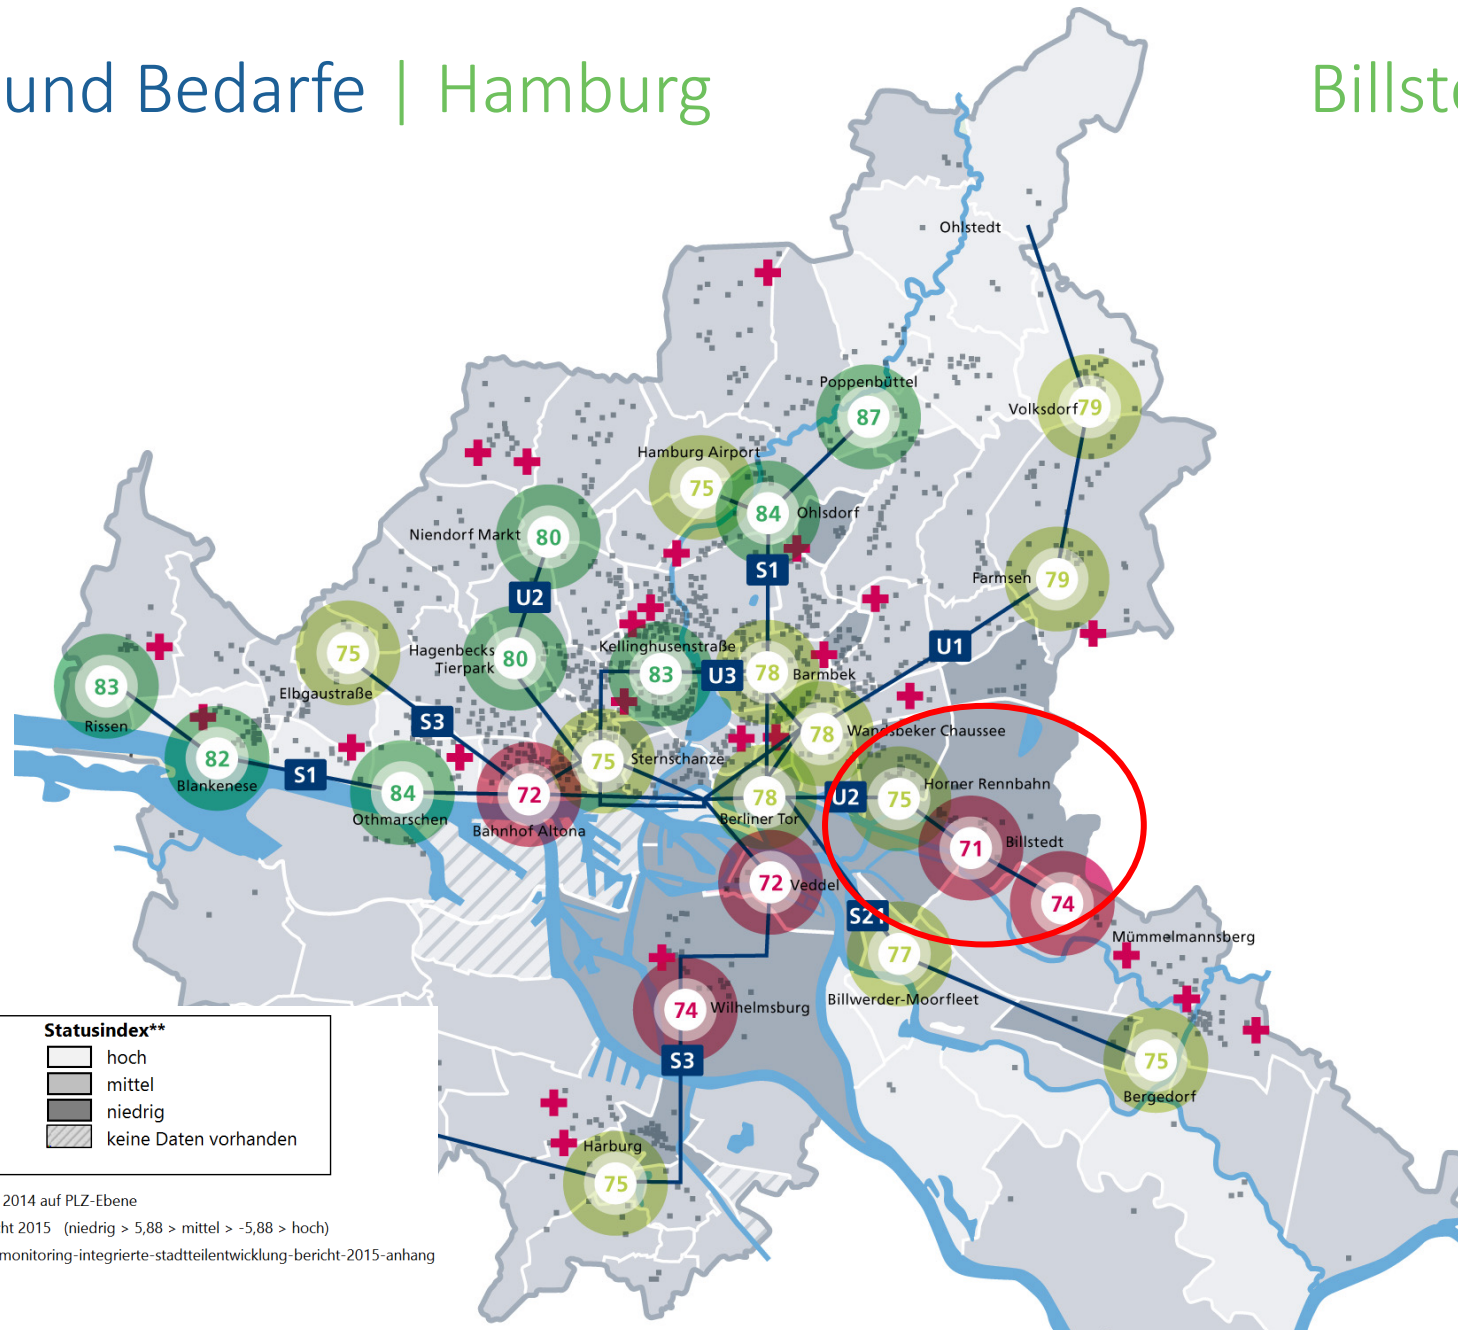 und Bedarfe | Hamburg
Billst
Ohlstedt
Poppenbüttel
87
Volksdorf
79
Hamburg Airport
75
84
Ohlsdorf
Niendorf Markt
80
S1
Farmsen
79
U2
U1
Hagenbecks
Tierpark
80
Kellinghusenstraße
83
U3
78
Barmbek
75
Elbgaustraße
83
Rissen
S3
78
Wandsbeker Chaussee
82
Blankenese
S1
84
Othmarschen
72
Bahnhof Altona
75
Sternschanze
78
Berliner Tor
U2
75
Horner Rennbahn
71
Billstedt
72
Veddel
74
Mümmelmannsberg
S21
77
Billwerder-Moorfleet
74
Wilhelmsburg
S3
75
Bergedorf
Harburg
75
Statusindex**
hoch
mittel
niedrig
keine Daten vorhanden
2014 auf PLZ-Ebene
ht 2015 (niedrig > 5,88 > mittel > -5,88 > hoch)
monitoring-integrierte-stadtteilentwicklung-bericht-2015-anhang